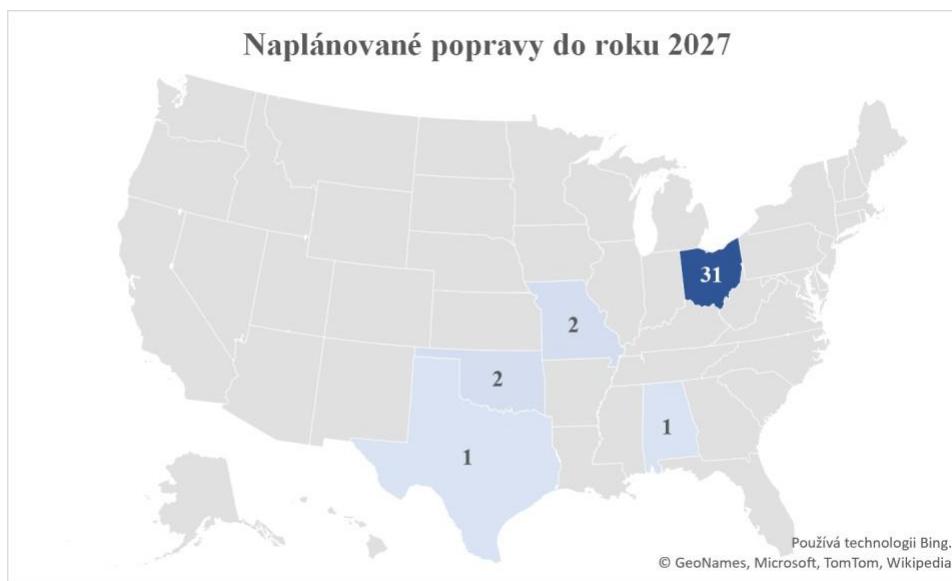 Naplánované popravy do roku 2027
31
2
2
1
1
Používá technologii Bing.
© GeoNames, Microsoft, TomTom, Wikipedia